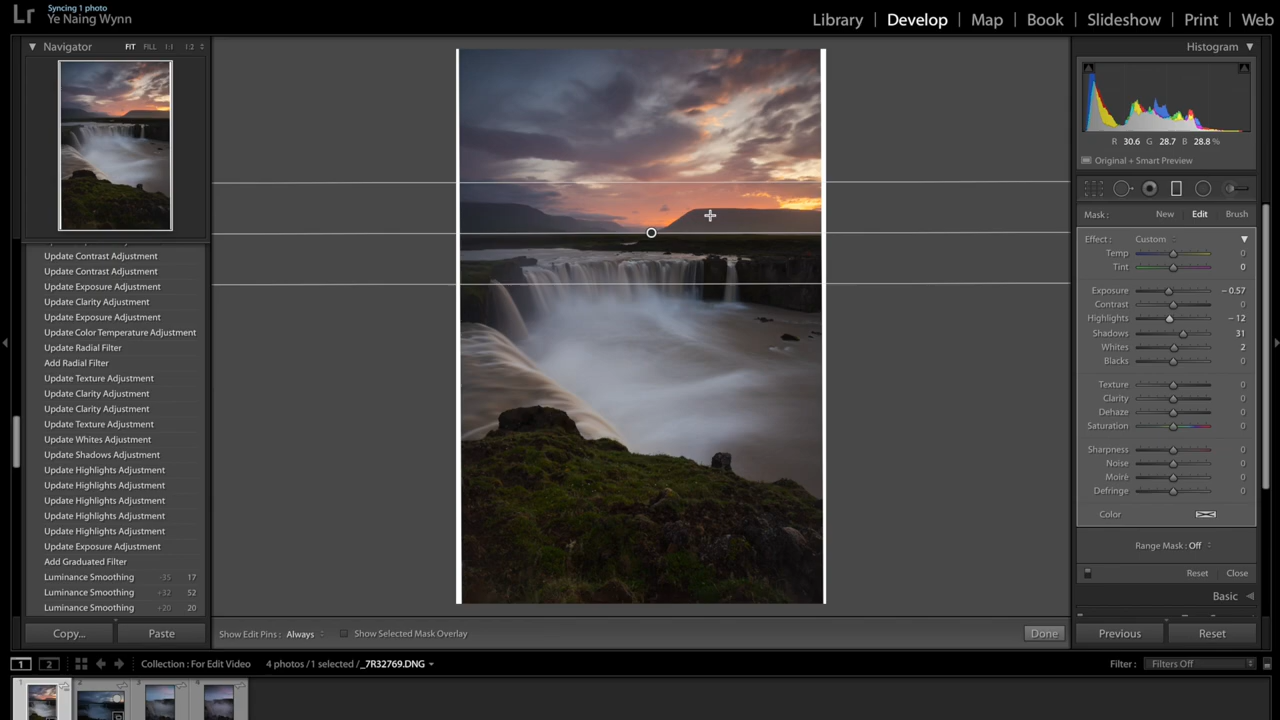 Lr
Syncing 1 photo
Ye Naing Wynn
Library | Develop | Map | Book | Slideshow | Print | Web
Navigator FIT FILL 1:1 1:2
Histogram
R 30.6 G 28.7 B 28.8 %
Original + Smart Preview
Mask : New Edit Brush
Effect : Custom
Temp 0
Tint 0
Exposure – 0.57
Contrast 0
Highlights – 12
Shadows 31
Whites 2
Blacks 0
Texture 0
Clarity 0
Dehaze 0
Saturation 0
Sharpness 0
Noise 0
Moiré 0
Defringe 0
Color
Range Mask : Off
Reset Close
Basic
Previous Reset
Update Contrast Adjustment
Update Contrast Adjustment
Update Exposure Adjustment
Update Clarity Adjustment
Update Exposure Adjustment
Update Color Temperature Adjustment
Update Radial Filter
Add Radial Filter
Update Texture Adjustment
Update Clarity Adjustment
Update Clarity Adjustment
Update Texture Adjustment
Update Whites Adjustment
Update Shadows Adjustment
Update Highlights Adjustment
Update Highlights Adjustment
Update Highlights Adjustment
Update Highlights Adjustment
Update Highlights Adjustment
Update Exposure Adjustment
Add Graduated Filter
Luminance Smoothing -35 17
Luminance Smoothing +32 52
Luminance Smoothing +20 20
Copy... Paste
Show Edit Pins : Always Show Selected Mask Overlay Done
1 2 Collection : For Edit Video 4 photos / 1 selected / _7R32769.DNG Filter : Filters Off
1 2 3 4